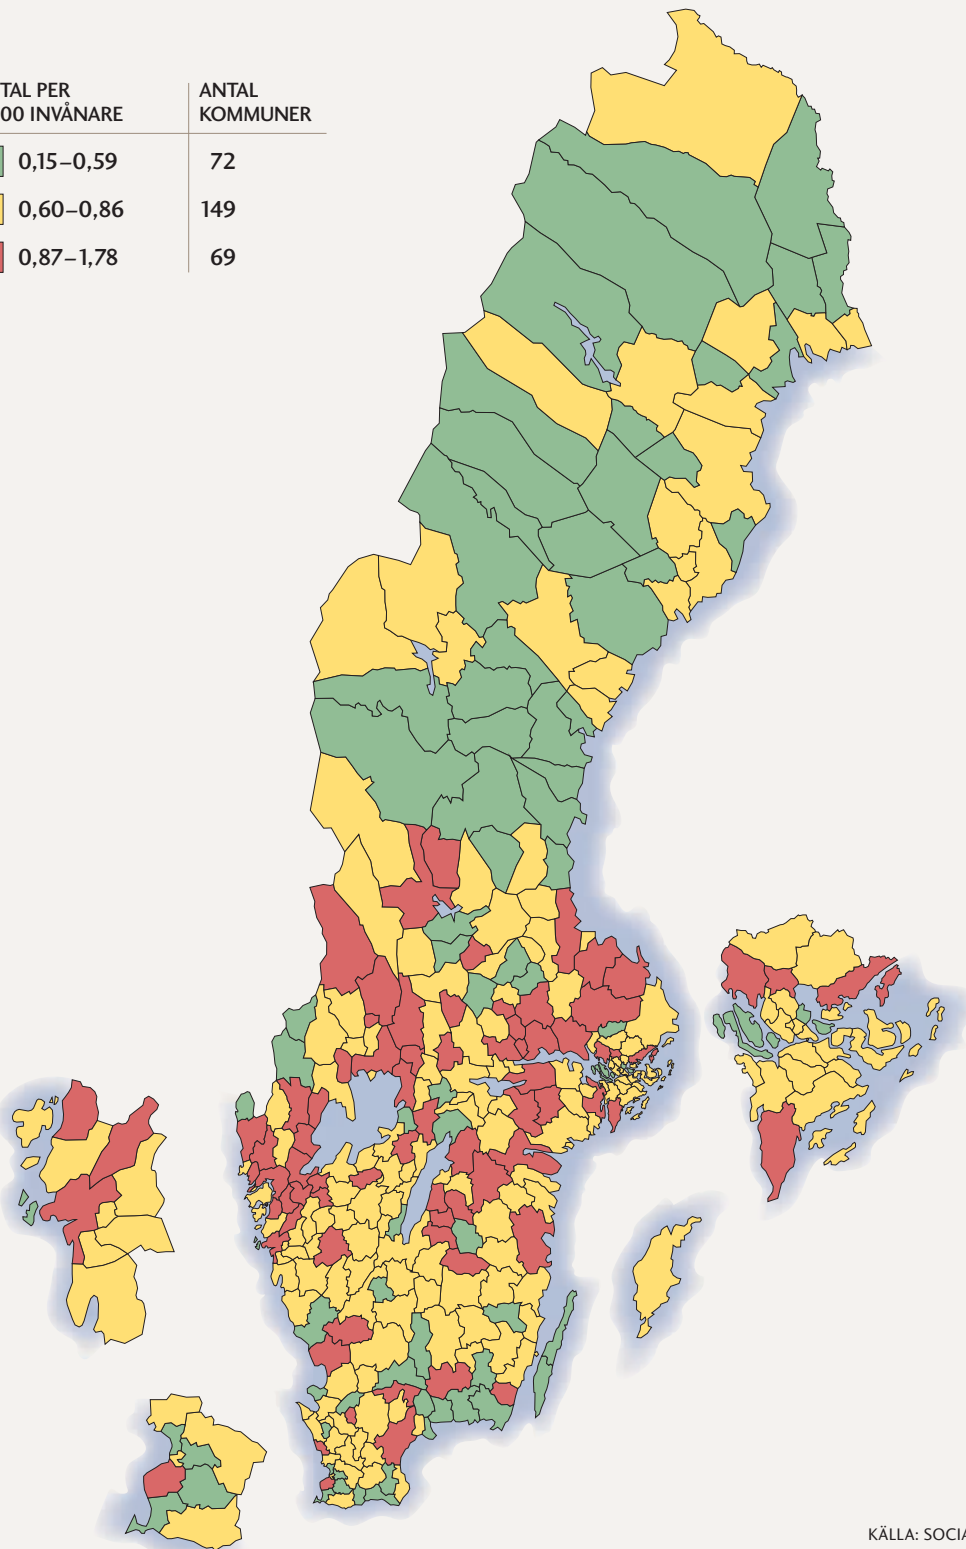 TAL PER ANTAL
00 INVÅNARE KOMMUNER
0,15–0,59 72
0,60–0,86 149
0,87–1,78 69
KÄLLA: SOCIA